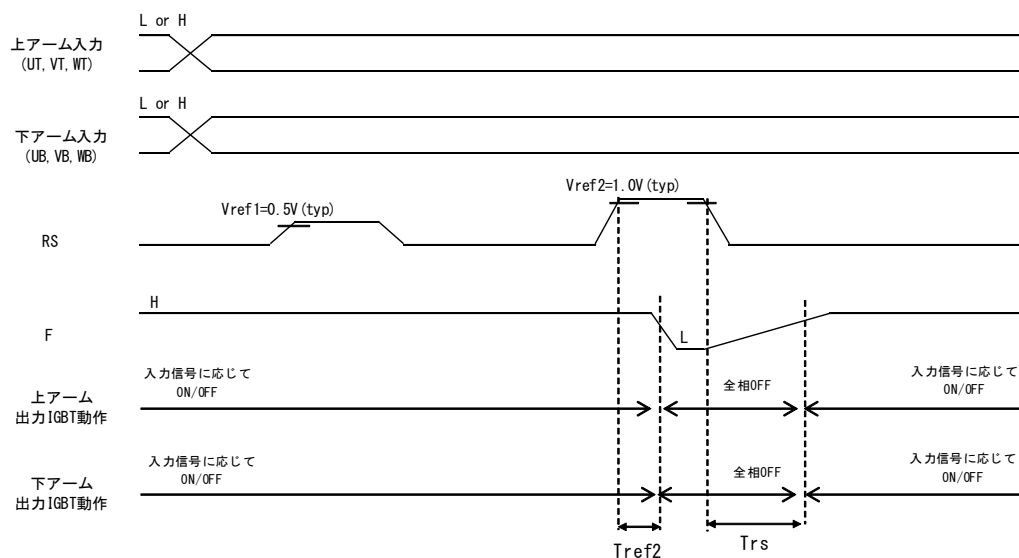 L or H
上アーム入力
(UT, VT, WT)
L or H
下アーム入力
(UB, VB, WB)
Vref1=0.5V(typ)
Vref2=1.0V(typ)
RS
H
F
L
入力信号に応じて
ON/OFF
全相OFF
入力信号に応じて
ON/OFF
上アーム
出力IGBT動作
入力信号に応じて
ON/OFF
全相OFF
入力信号に応じて
ON/OFF
下アーム
出力IGBT動作
Tref2
Trs